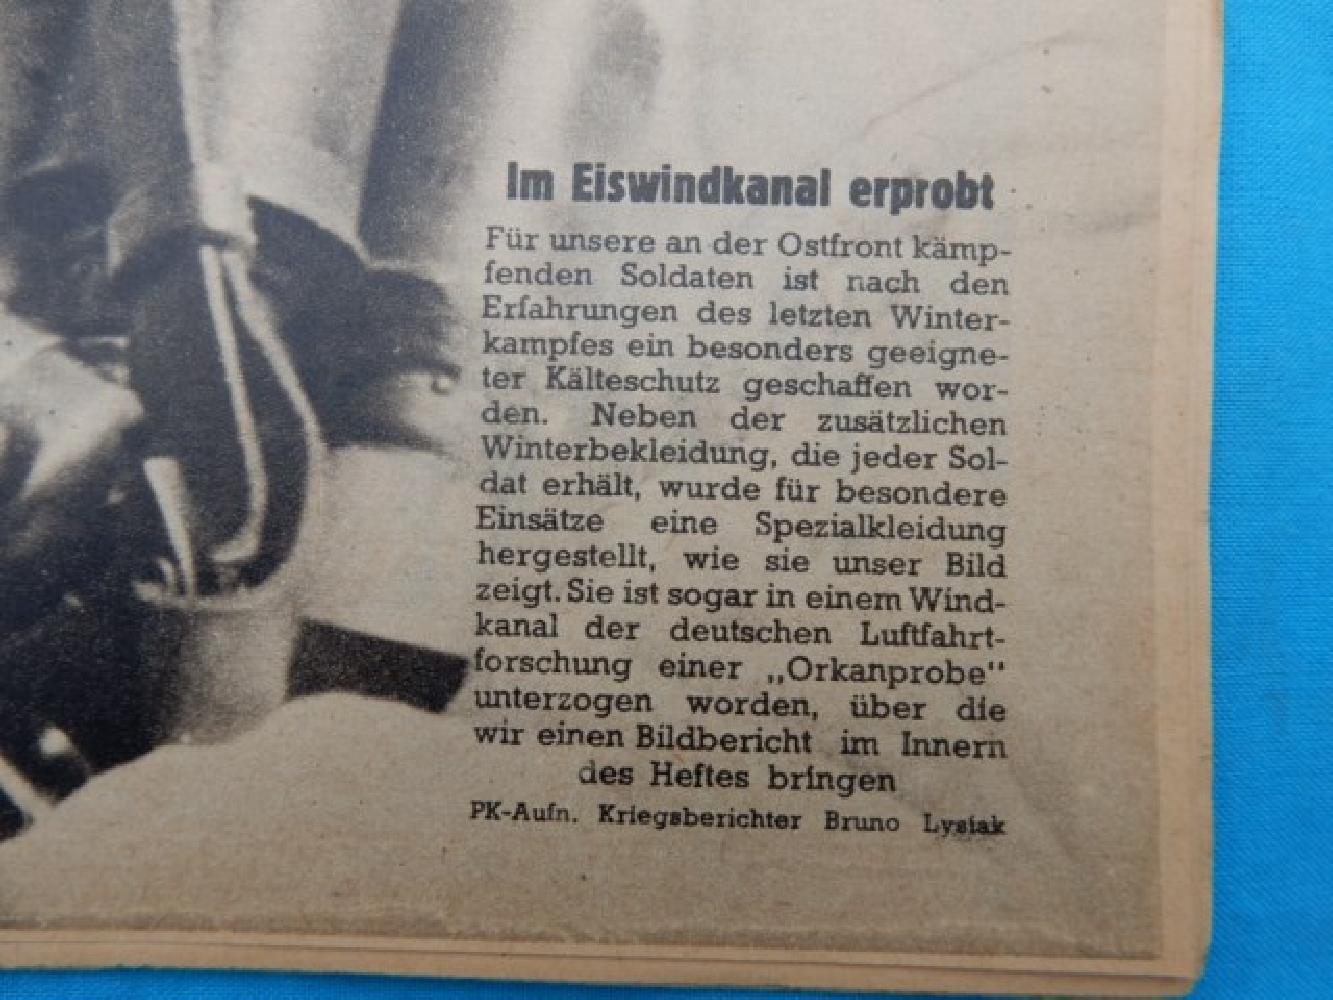 Im Eiswindkanal erprobt
Für unsere an der Ostfront kämp-
fenden Soldaten ist nach den
Erfahrungen des letzten Winter-
kampfes ein besonders geeigne-
ter Kälteschutz geschaffen wor-
den. Neben der zusätzlichen
Winterbekleidung, die jeder Sol-
dat erhält, wurde für besondere
Einsätze eine Spezialkleidung
hergestellt, wie sie unser Bild
zeigt. Sie ist sogar in einem Wind-
kanal der deutschen Luftfahrt-
forschung einer „Orkanprobe"
unterzogen worden, über die
wir einen Bildbericht im Innern
des Heftes bringen
PK-Aufn. Kriegsberichter Bruno Lysiak